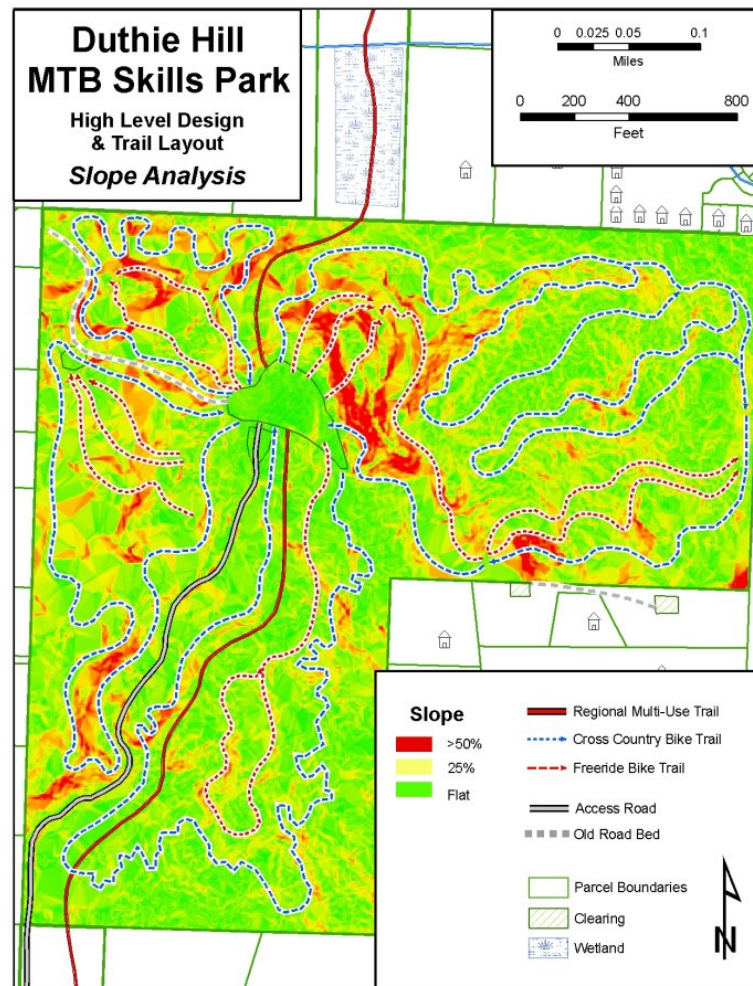 Duthie Hill
MTB Skills Park
High Level Design
& Trail Layout
Slope Analysis
0 0.025 0.05 0.1
Miles
0 200 400 800
Feet
Slope
>50%
25%
Flat
Regional Multi-Use Trail
Cross Country Bike Trail
Freeride Bike Trail
Access Road
Old Road Bed
Parcel Boundaries
Clearing
Wetland
N